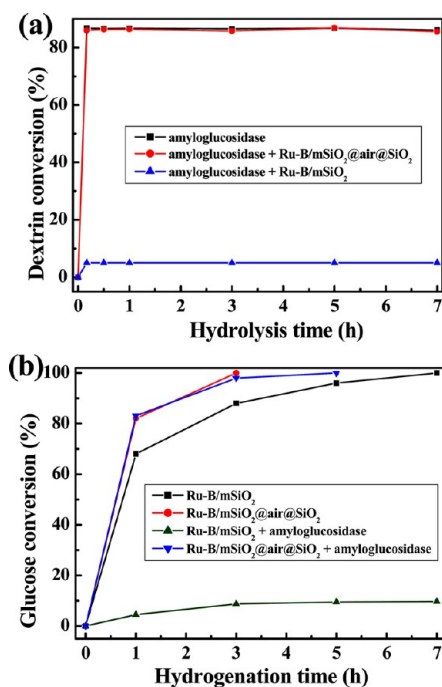 (a)
80
40
0
Dextrin conversion (%)
amyloglucosidase
amyloglucosidase + Ru-B/mSiO₂@air@SiO₂
amyloglucosidase + Ru-B/mSiO₂
0 1 2 3 4 5 6 7
Hydrolysis time (h)
(b)
100
80
60
40
20
0
Glucose conversion (%)
Ru-B/mSiO₂
Ru-B/mSiO₂@air@SiO₂
Ru-B/mSiO₂ + amyloglucosidase
Ru-B/mSiO₂@air@SiO₂ + amyloglucosidase
0 1 2 3 4 5 6 7
Hydrogenation time (h)